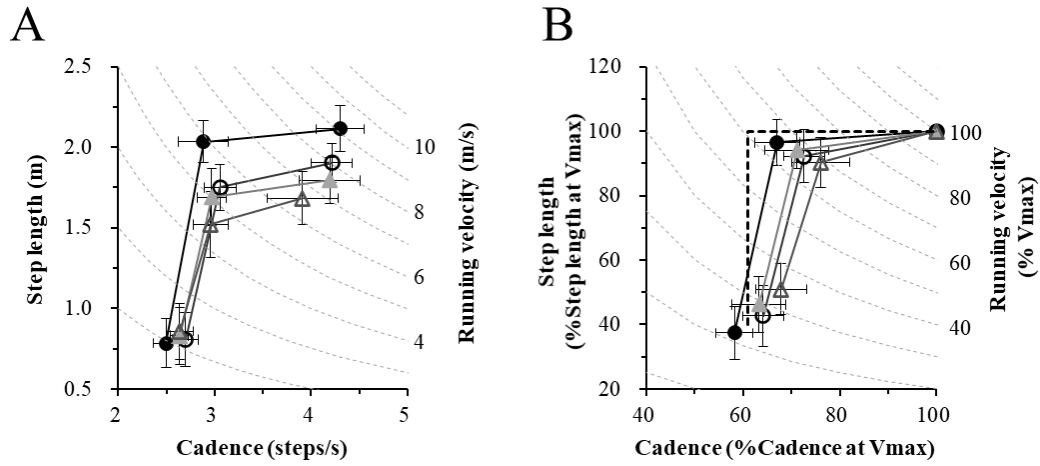 A
2.5
2.0
1.5
1.0
0.5
2
3
4
5
10
8
6
4
Step length (m)
Running velocity (m/s)
Cadence (steps/s)
B
120
100
80
60
40
20
40
60
80
100
100
80
60
40
Step length
(%Step length at Vmax)
Running velocity
(% Vmax)
Cadence (%Cadence at Vmax)